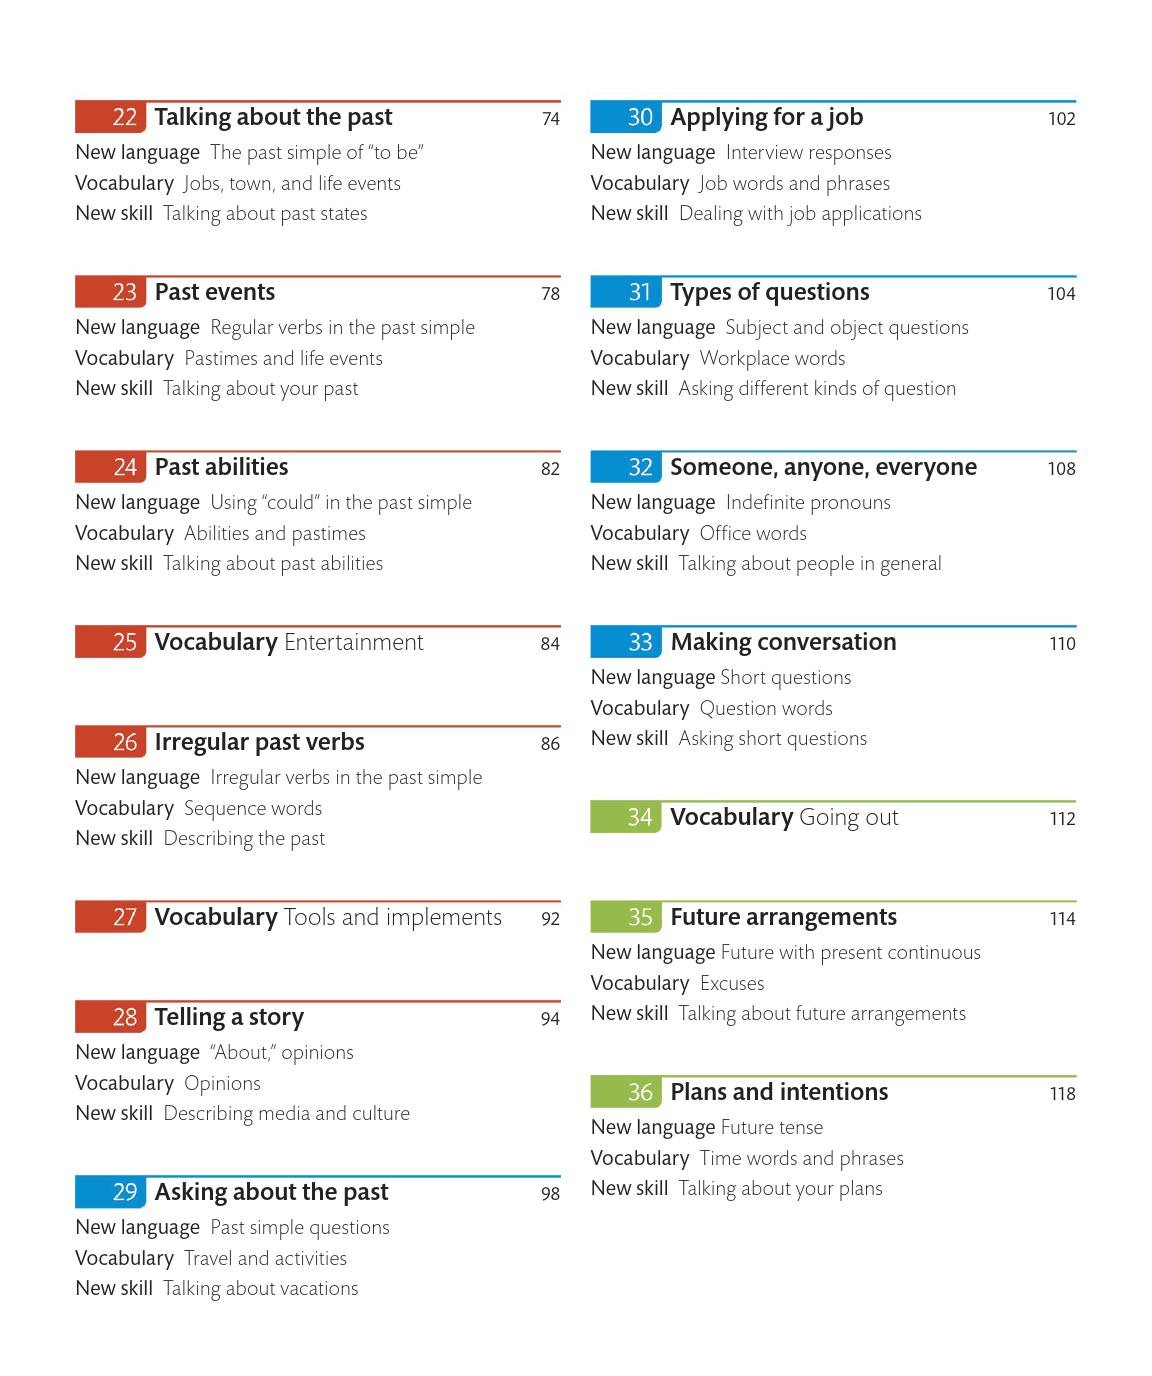 22 Talking about the past 74
New language The past simple of “to be”
Vocabulary Jobs, town, and life events
New skill Talking about past states
23 Past events 78
New language Regular verbs in the past simple
Vocabulary Pastimes and life events
New skill Talking about your past
24 Past abilities 82
New language Using “could” in the past simple
Vocabulary Abilities and pastimes
New skill Talking about past abilities
25 Vocabulary Entertainment 84
26 Irregular past verbs 86
New language Irregular verbs in the past simple
Vocabulary Sequence words
New skill Describing the past
27 Vocabulary Tools and implements 92
28 Telling a story 94
New language “About,” opinions
Vocabulary Opinions
New skill Describing media and culture
29 Asking about the past 98
New language Past simple questions
Vocabulary Travel and activities
New skill Talking about vacations
30 Applying for a job 102
New language Interview responses
Vocabulary Job words and phrases
New skill Dealing with job applications
31 Types of questions 104
New language Subject and object questions
Vocabulary Workplace words
New skill Asking different kinds of question
32 Someone, anyone, everyone 108
New language Indefinite pronouns
Vocabulary Office words
New skill Talking about people in general
33 Making conversation 110
New language Short questions
Vocabulary Question words
New skill Asking short questions
34 Vocabulary Going out 112
35 Future arrangements 114
New language Future with present continuous
Vocabulary Excuses
New skill Talking about future arrangements
36 Plans and intentions 118
New language Future tense
Vocabulary Time words and phrases
New skill Talking about your plans